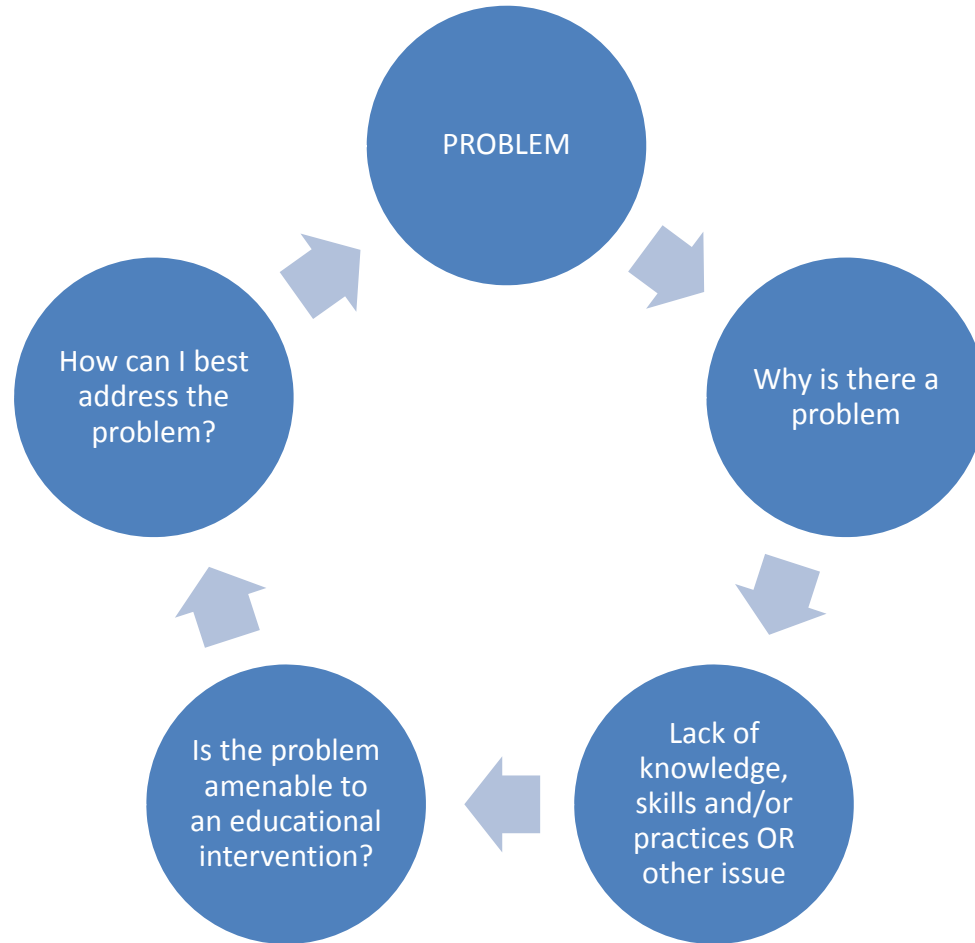 PROBLEM
Why is there a
problem
Lack of
knowledge,
skills and/or
practices OR
other issue
Is the problem
amenable to
an educational
intervention?
How can I best
address the
problem?